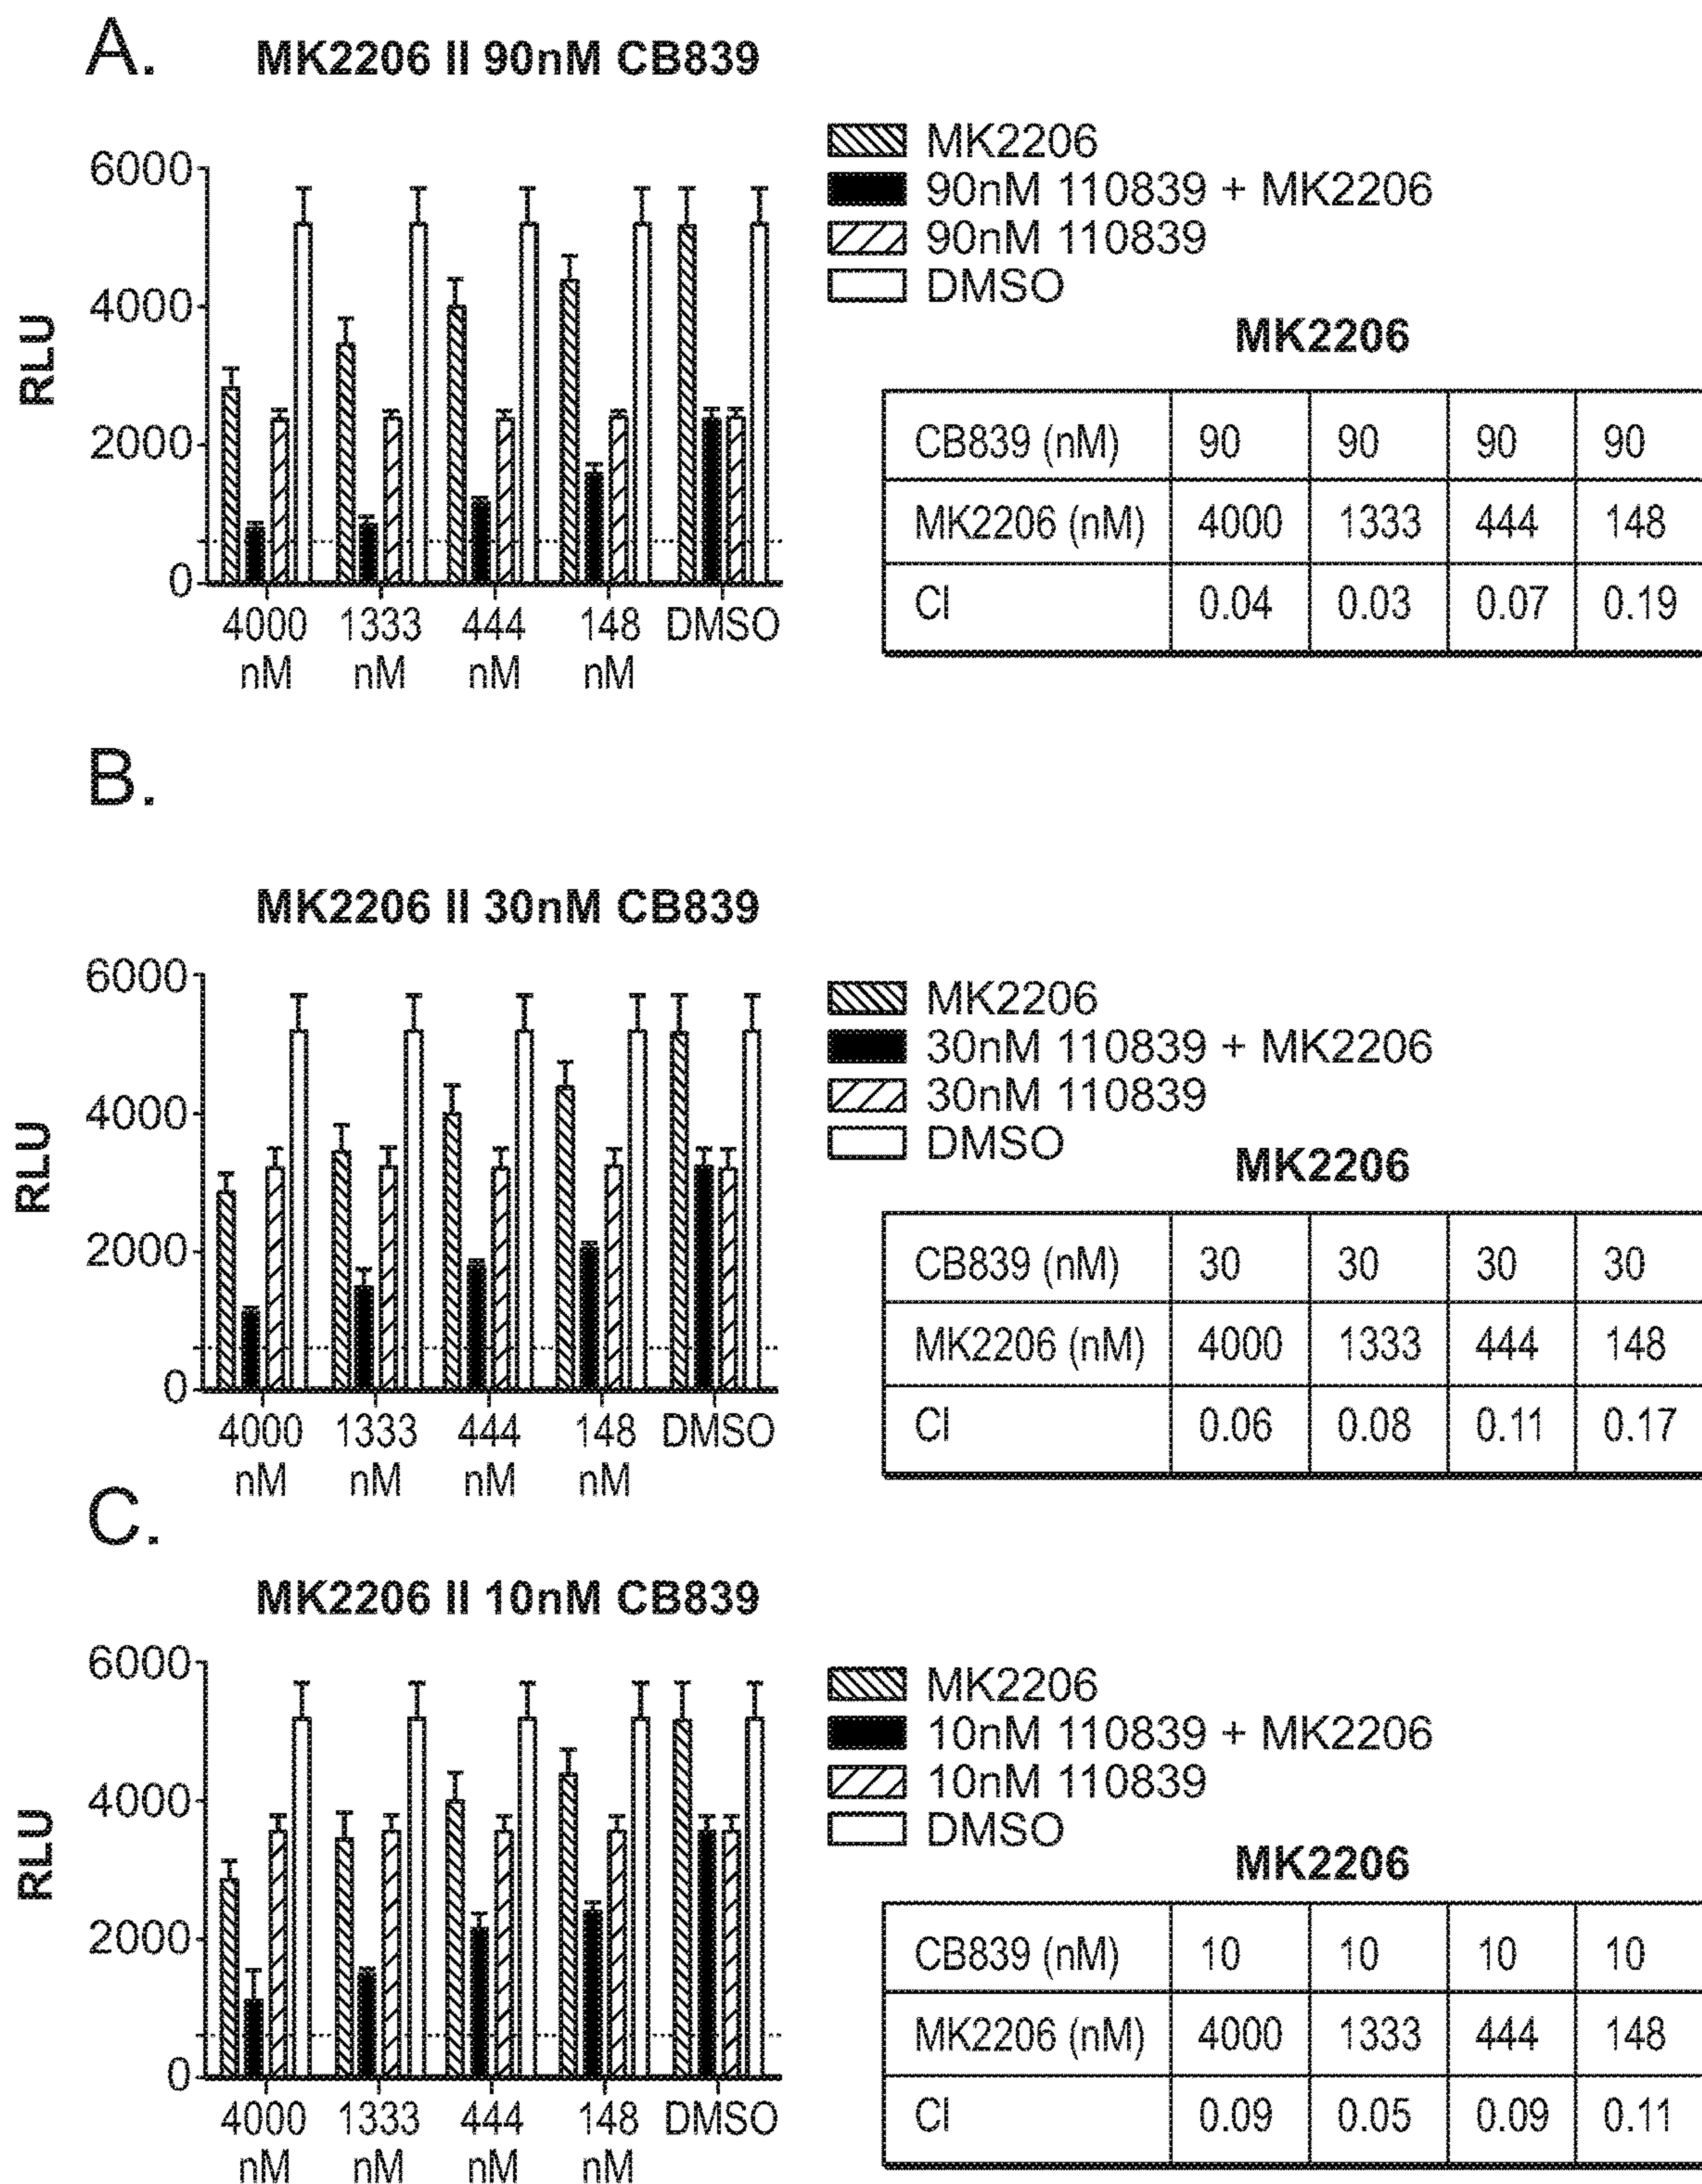 A.
MK2206 II 90nM CB839
MK2206
90nM 110839 + MK2206
90nM 110839
DMSO
RLU
6000
4000
2000
0
4000 nM
1333 nM
444 nM
148 nM
DMSO
MK2206
CB839 (nM) 90 90 90 90
MK2206 (nM) 4000 1333 444 148
CI 0.04 0.03 0.07 0.19
B.
MK2206 II 30nM CB839
MK2206
30nM 110839 + MK2206
30nM 110839
DMSO
RLU
6000
4000
2000
0
4000 nM
1333 nM
444 nM
148 nM
DMSO
MK2206
CB839 (nM) 30 30 30 30
MK2206 (nM) 4000 1333 444 148
CI 0.06 0.08 0.11 0.17
C.
MK2206 II 10nM CB839
MK2206
10nM 110839 + MK2206
10nM 110839
DMSO
RLU
6000
4000
2000
0
4000 nM
1333 nM
444 nM
148 nM
DMSO
MK2206
CB839 (nM) 10 10 10 10
MK2206 (nM) 4000 1333 444 148
CI 0.09 0.05 0.09 0.11